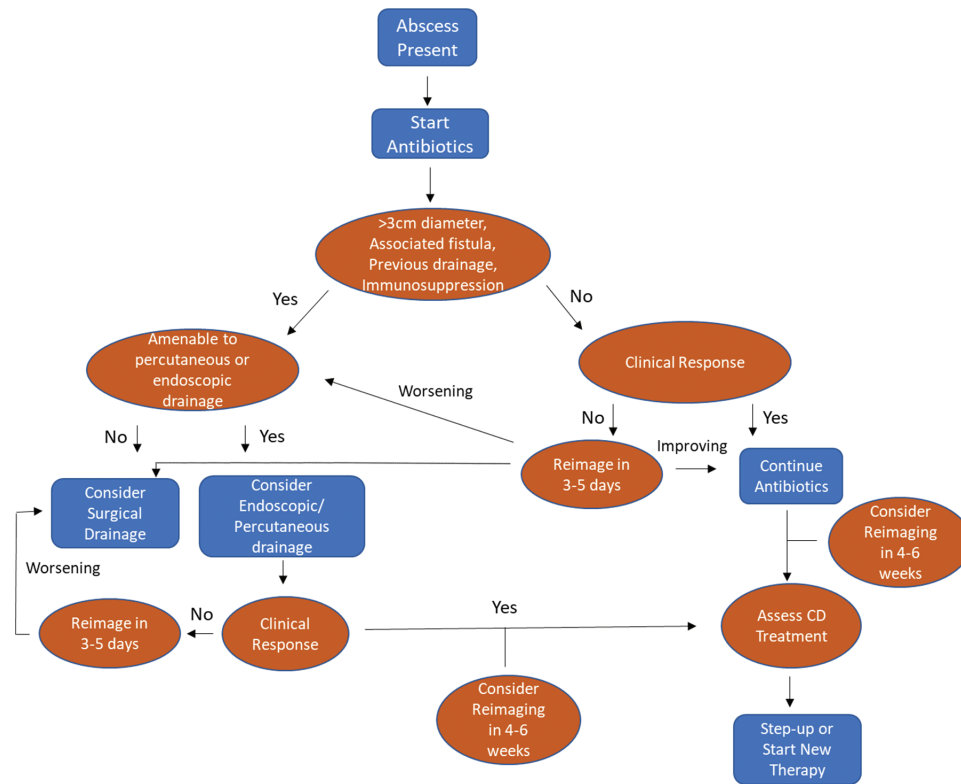 Abscess
Present
Start
Antibiotics
>3cm diameter,
Associated fistula,
Previous drainage,
Immunosuppression
Yes
No
Amenable to
percutaneous or
endoscopic
drainage
Clinical Response
Worsening
No
Yes
No
Yes
Improving
Reimage in
3-5 days
Continue
Antibiotics
Consider
Surgical
Drainage
Consider
Endoscopic/
Percutaneous
drainage
Consider
Reimaging
in 4-6
weeks
Worsening
No
Yes
Reimage in
3-5 days
Clinical
Response
Assess CD
Treatment
Consider
Reimaging
in 4-6
weeks
Step-up or
Start New
Therapy